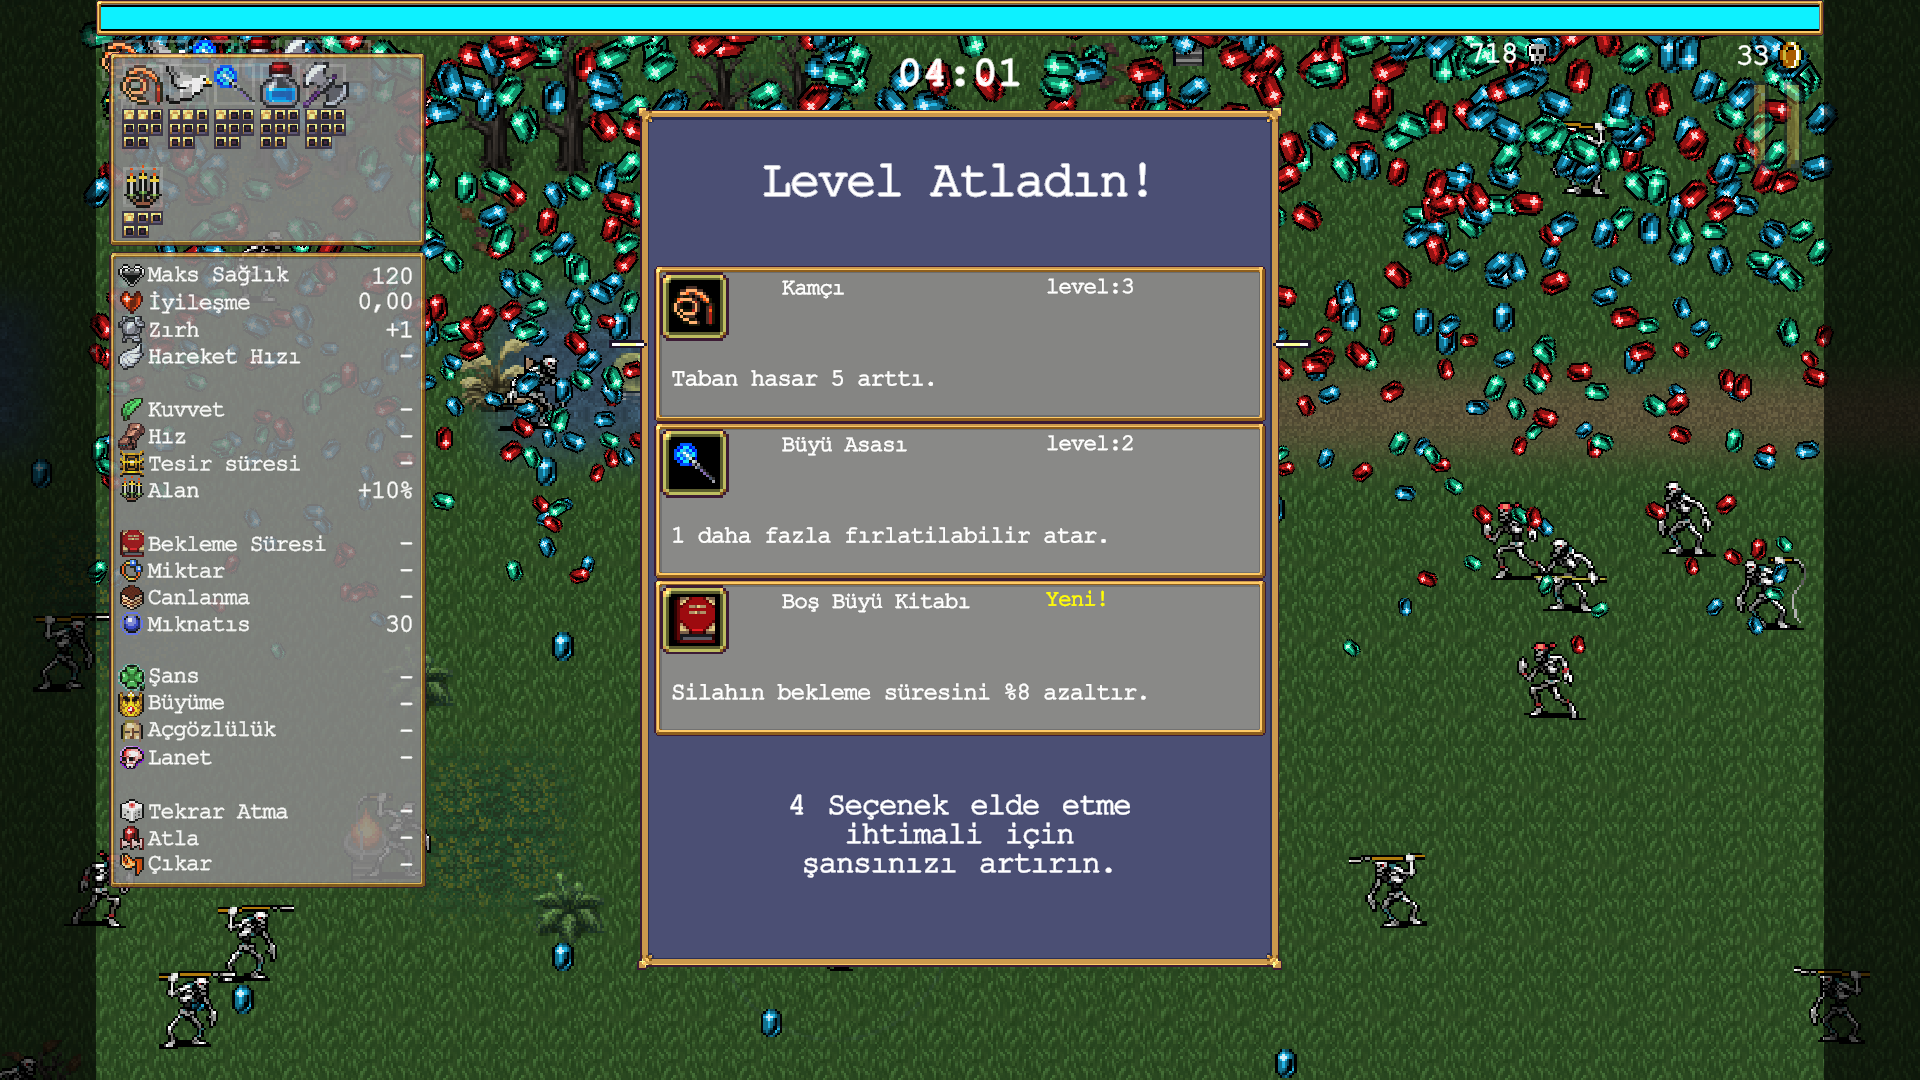 718
33
04:01
Maks Sağlık 120
İyileşme 0,00
Zırh +1
Hareket Hızı -
Kuvvet -
Hız -
Tesir süresi -
Alan +10%
Bekleme Süresi -
Miktar -
Canlanma -
Mıknatıs 30
Şans -
Büyüme -
Açgözlülük -
Lanet -
Tekrar Atma -
Atla -
Çıkar -
Level Atladın!
Kamçı level:3
Taban hasar 5 arttı.
Büyü Asası level:2
1 daha fazla fırlatilabilir atar.
Boş Büyü Kitabı Yeni!
Silahın bekleme süresini %8 azaltır.
4 Seçenek elde etme
ihtimali için
şansınızı artırın.